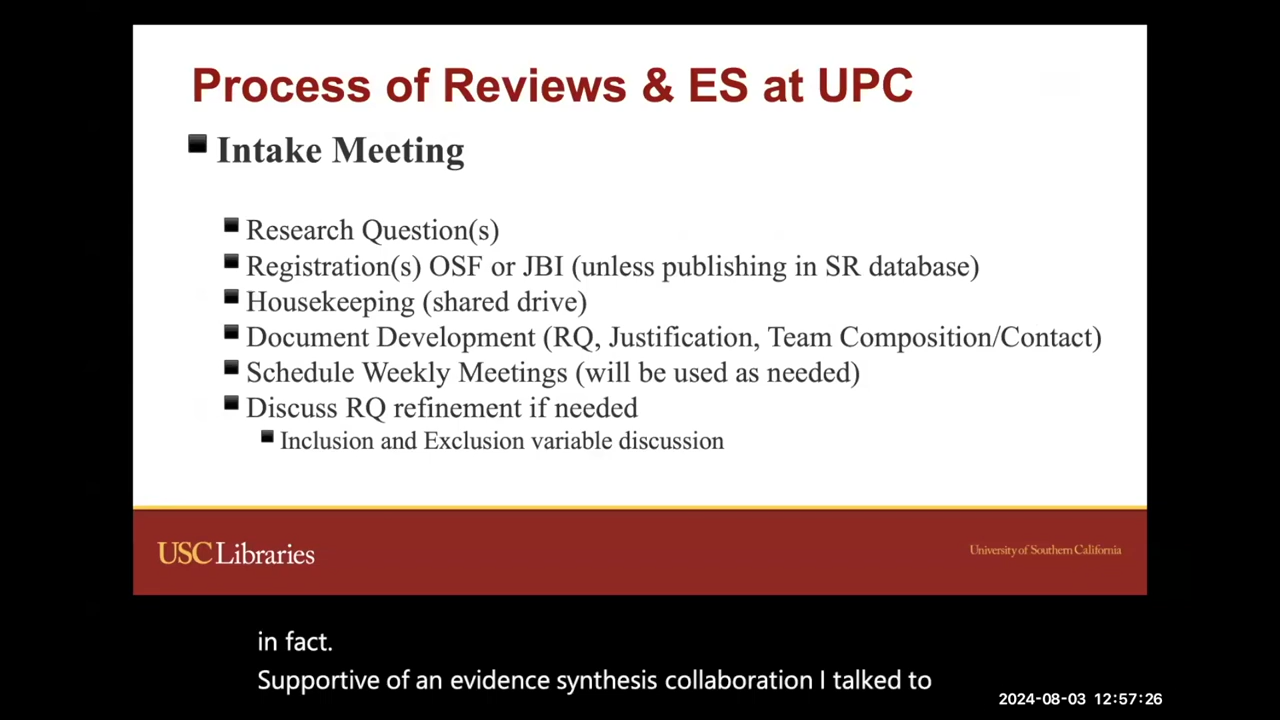 Process of Reviews & ES at UPC
Intake Meeting
Research Question(s)
Registration(s) OSF or JBI (unless publishing in SR database)
Housekeeping (shared drive)
Document Development (RQ, Justification, Team Composition/Contact)
Schedule Weekly Meetings (will be used as needed)
Discuss RQ refinement if needed
Inclusion and Exclusion variable discussion
USC Libraries
University of Southern California
in fact.
Supportive of an evidence synthesis collaboration I talked to
2024-08-03 12:57:26